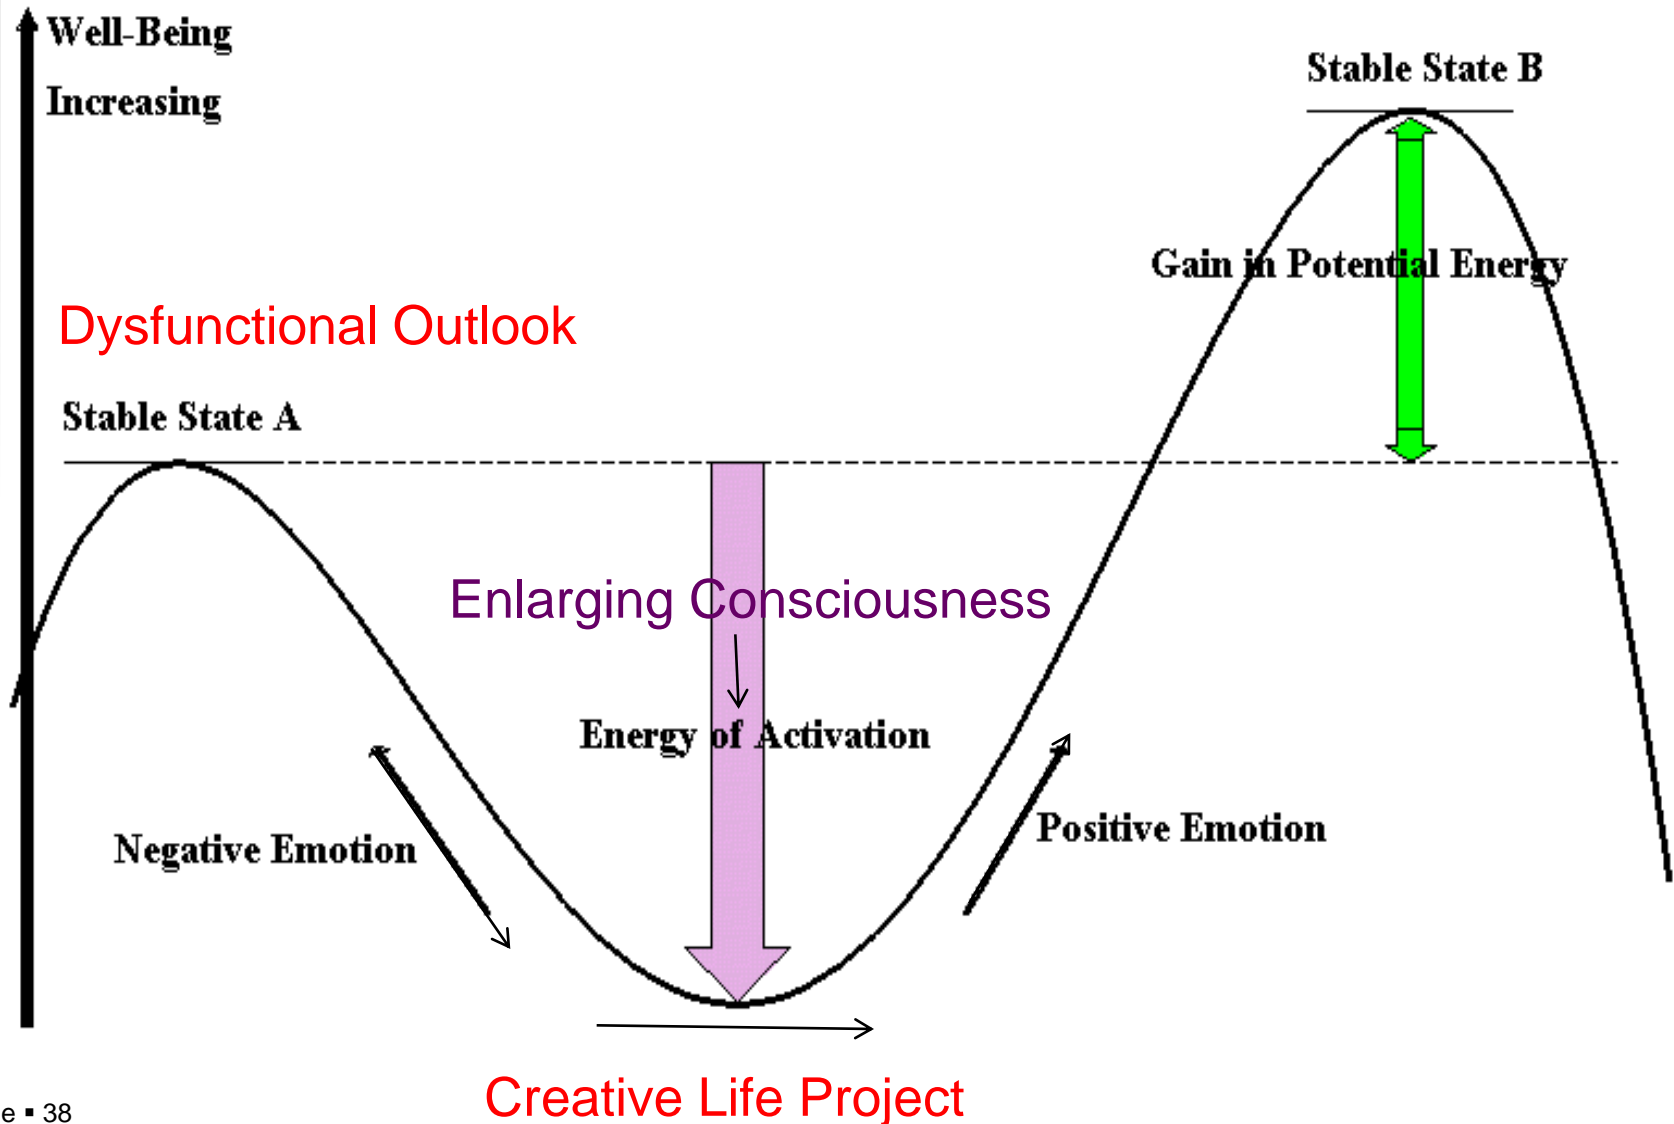 Well-Being
Increasing
Stable State B
Gain in Potential Energy
Dysfunctional Outlook
Stable State A
Enlarging Consciousness
Energy of Activation
Negative Emotion
Positive Emotion
Creative Life Project
e ▪ 38